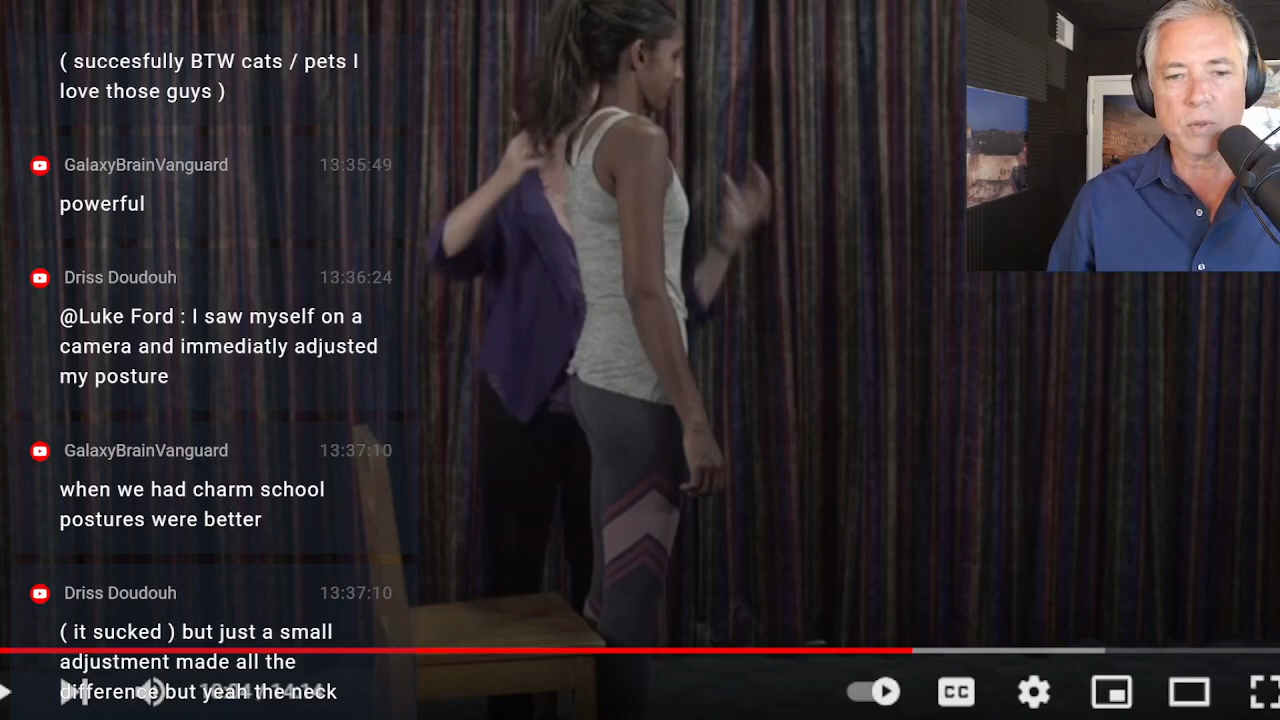 ( succesfully BTW cats / pets I
love those guys )
GalaxyBrainVanguard 13:35:49
powerful
Driss Doudouh 13:36:24
@Luke Ford : I saw myself on a
camera and immediatly adjusted
my posture
GalaxyBrainVanguard 13:37:10
when we had charm school
postures were better
Driss Doudouh 13:37:10
( it sucked ) but just a small
adjustment made all the
difference but yeah the neck
CC